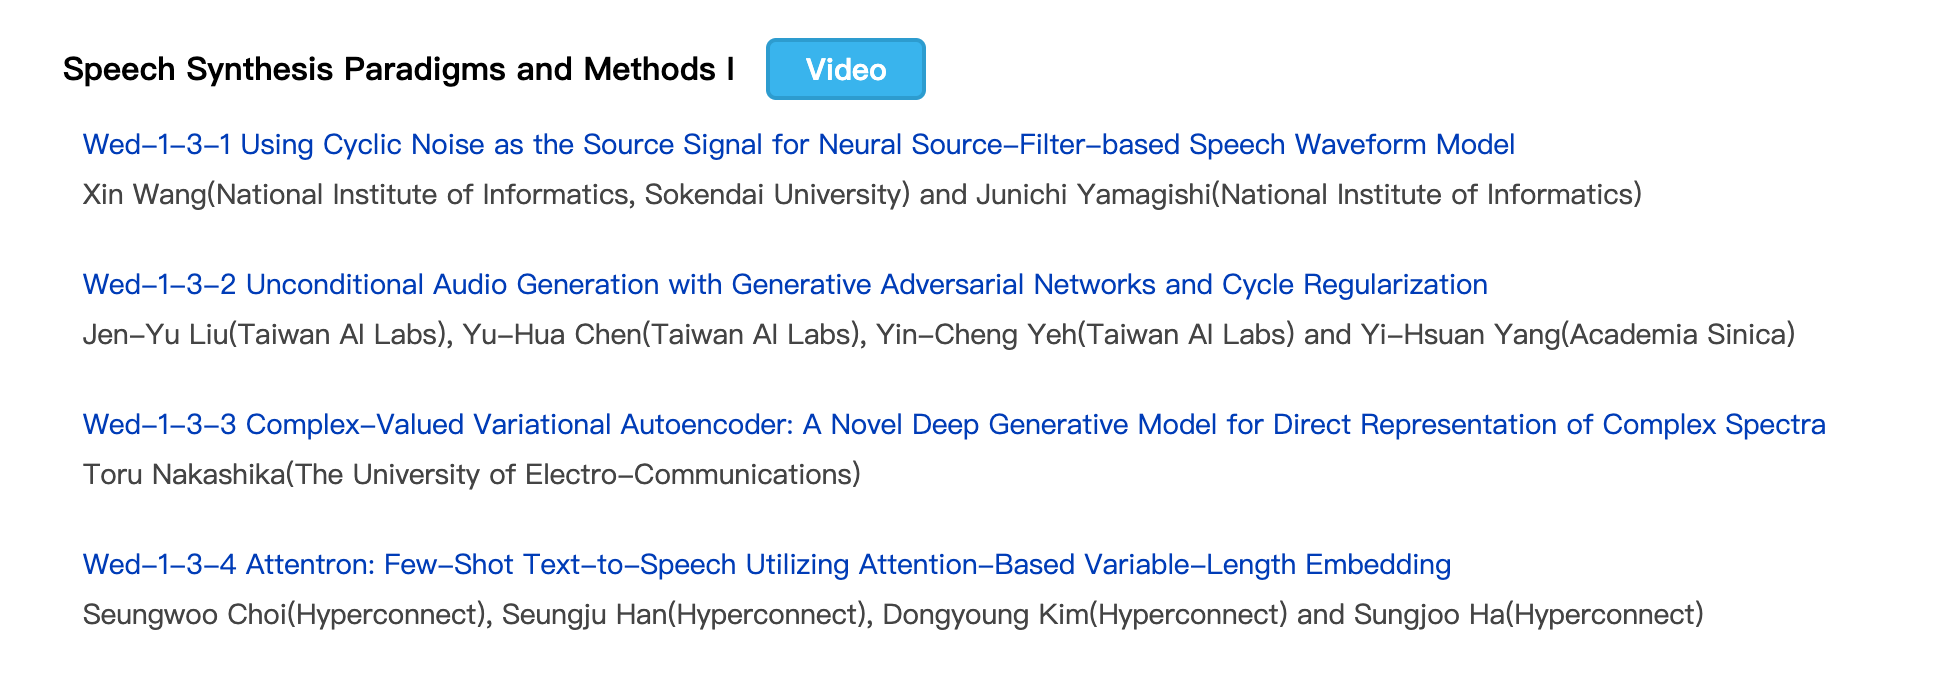 Speech Synthesis Paradigms and Methods I
Video
Wed-1-3-1 Using Cyclic Noise as the Source Signal for Neural Source-Filter-based Speech Waveform Model
Xin Wang(National Institute of Informatics, Sokendai University) and Junichi Yamagishi(National Institute of Informatics)
Wed-1-3-2 Unconditional Audio Generation with Generative Adversarial Networks and Cycle Regularization
Jen-Yu Liu(Taiwan AI Labs), Yu-Hua Chen(Taiwan AI Labs), Yin-Cheng Yeh(Taiwan AI Labs) and Yi-Hsuan Yang(Academia Sinica)
Wed-1-3-3 Complex-Valued Variational Autoencoder: A Novel Deep Generative Model for Direct Representation of Complex Spectra
Toru Nakashika(The University of Electro-Communications)
Wed-1-3-4 Attentron: Few-Shot Text-to-Speech Utilizing Attention-Based Variable-Length Embedding
Seungwoo Choi(Hyperconnect), Seungju Han(Hyperconnect), Dongyoung Kim(Hyperconnect) and Sungjoo Ha(Hyperconnect)